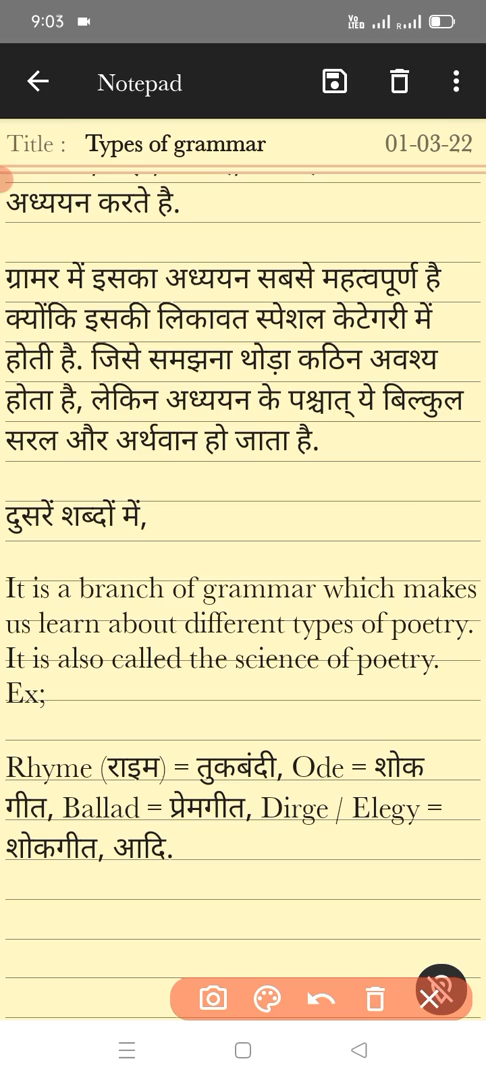 9:03
Notepad
Title : Types of grammar 01-03-22
अध्ययन करते है.
ग्रामर में इसका अध्ययन सबसे महत्वपूर्ण है
क्योंकि इसकी लिकावत स्पेशल केटेगरी में
होती है. जिसे समझना थोड़ा कठिन अवश्य
होता है, लेकिन अध्ययन के पश्चात् ये बिल्कुल
सरल और अर्थवान हो जाता है.
दुसरें शब्दों में,
It is a branch of grammar which makes
us learn about different types of poetry.
It is also called the science of poetry.
Ex;
Rhyme (राइम) = तुकबंदी, Ode = शोक
गीत, Ballad = प्रेमगीत, Dirge / Elegy =
शोकगीत, आदि.